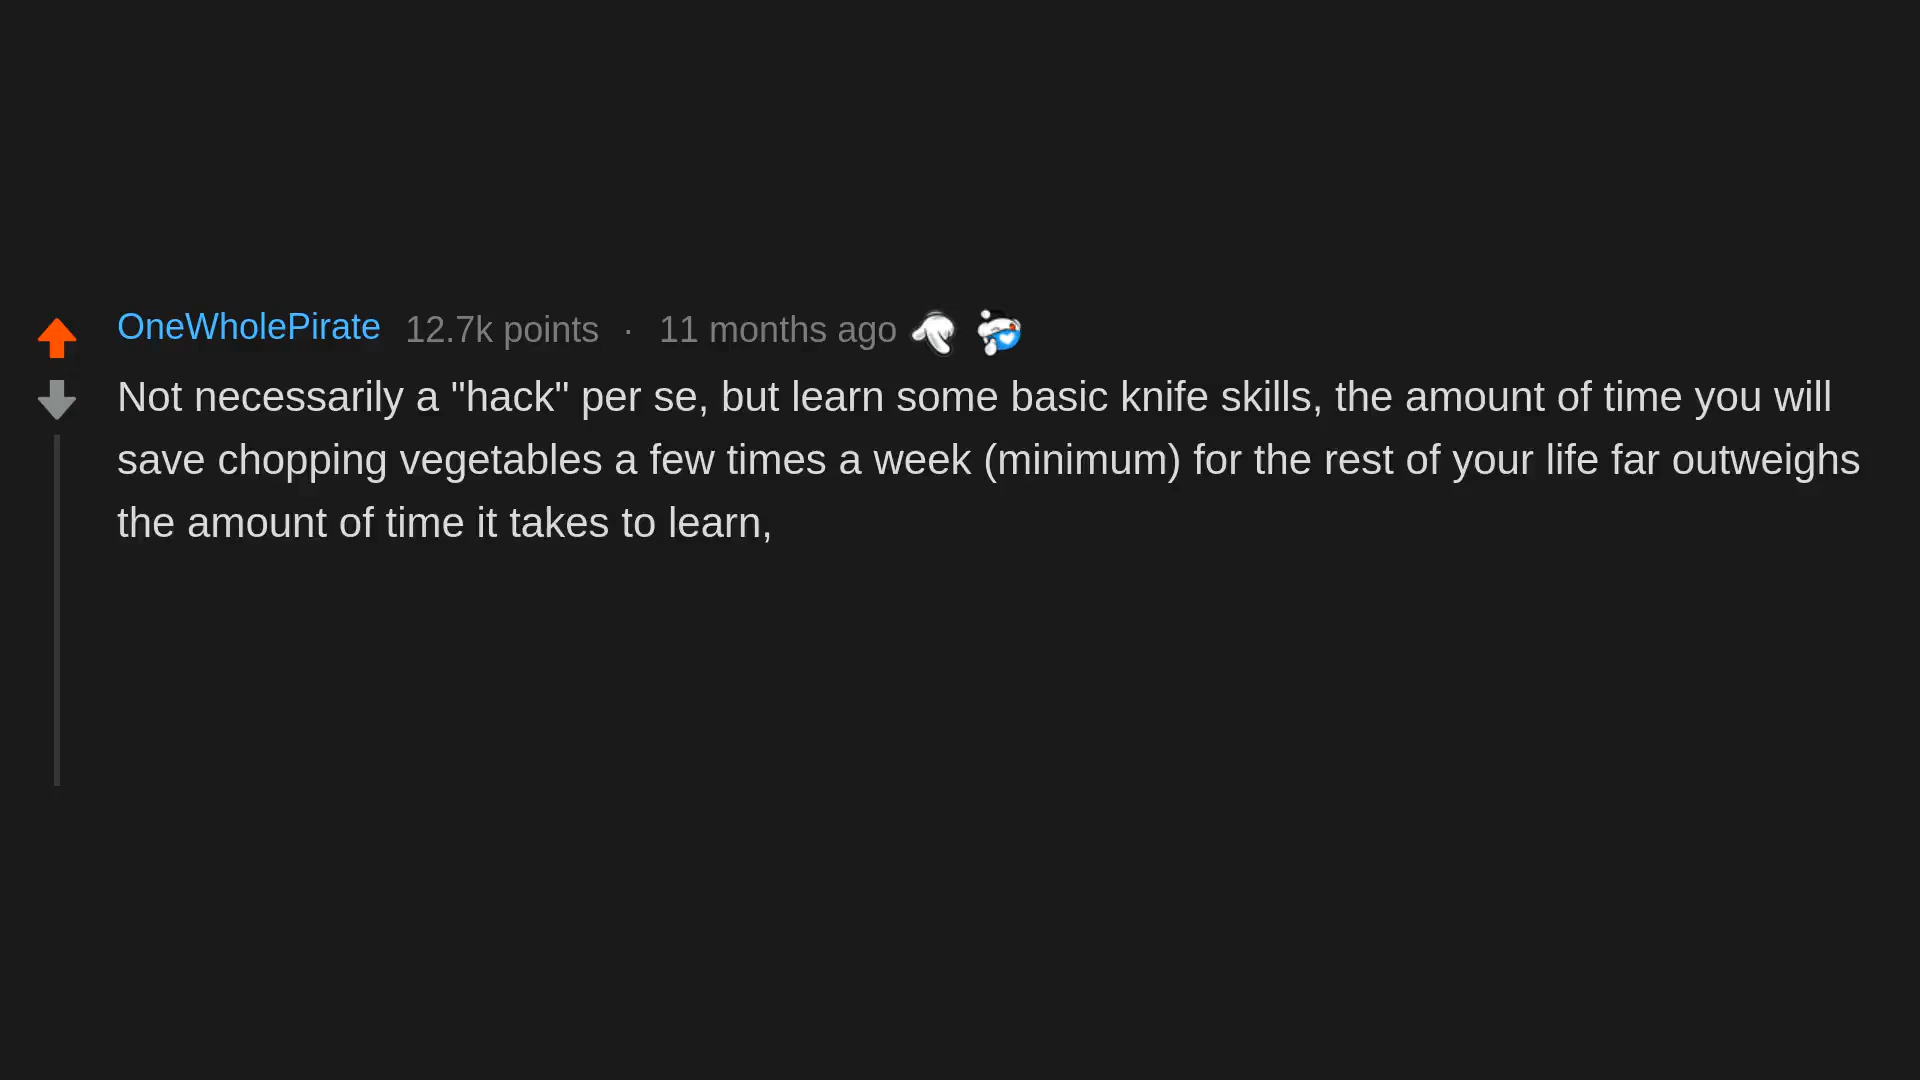 OneWholePirate 12.7k points · 11 months ago
Not necessarily a "hack" per se, but learn some basic knife skills, the amount of time you will
save chopping vegetables a few times a week (minimum) for the rest of your life far outweighs
the amount of time it takes to learn,